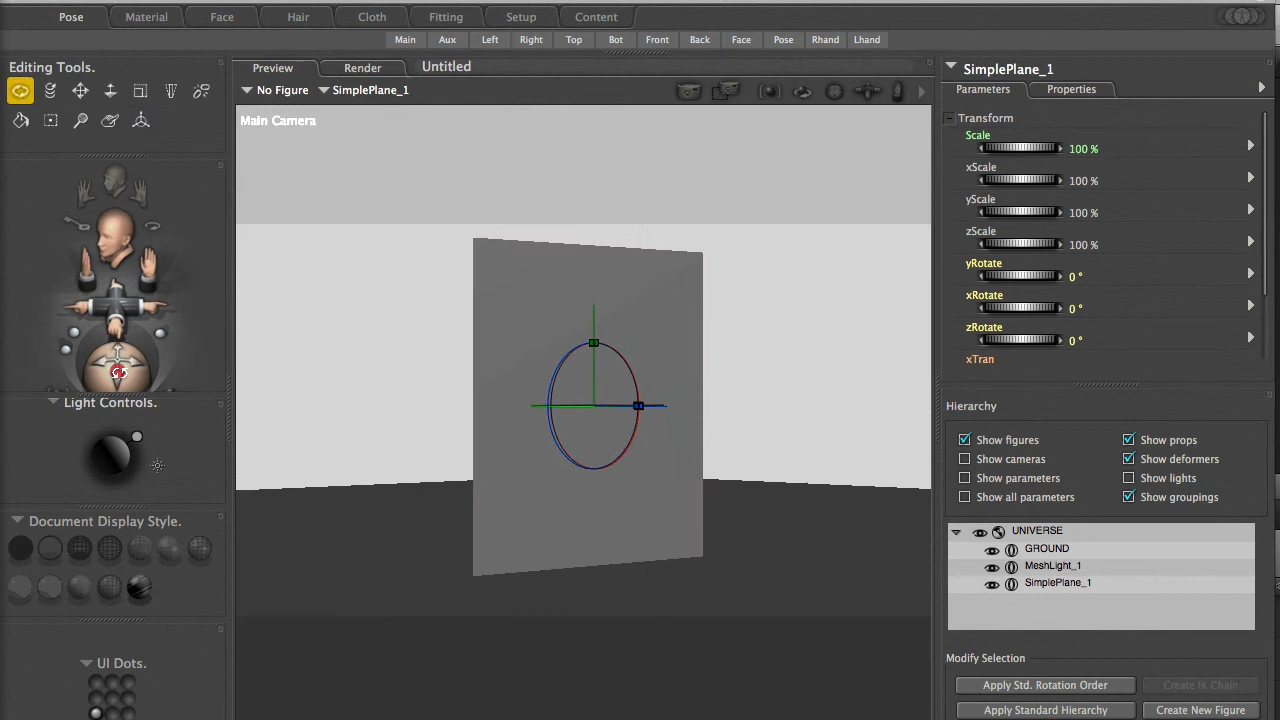 Pose Material Face Hair Cloth Fitting Setup Content
Main Aux Left Right Top Bot Front Back Face Pose Rhand Lhand
Editing Tools.
Preview Render Untitled
No Figure SimplePlane_1
Main Camera
Light Controls.
Document Display Style.
UI Dots.
SimplePlane_1
Parameters Properties
Transform
Scale
100 %
xScale
100 %
yScale
100 %
zScale
100 %
yRotate
0 °
xRotate
0 °
zRotate
0 °
xTran
Hierarchy
Show figures Show props
Show cameras Show deformers
Show parameters Show lights
Show all parameters Show groupings
UNIVERSE
GROUND
MeshLight_1
SimplePlane_1
Modify Selection
Apply Std. Rotation Order Create IK Chain
Apply Standard Hierarchy Create New Figure